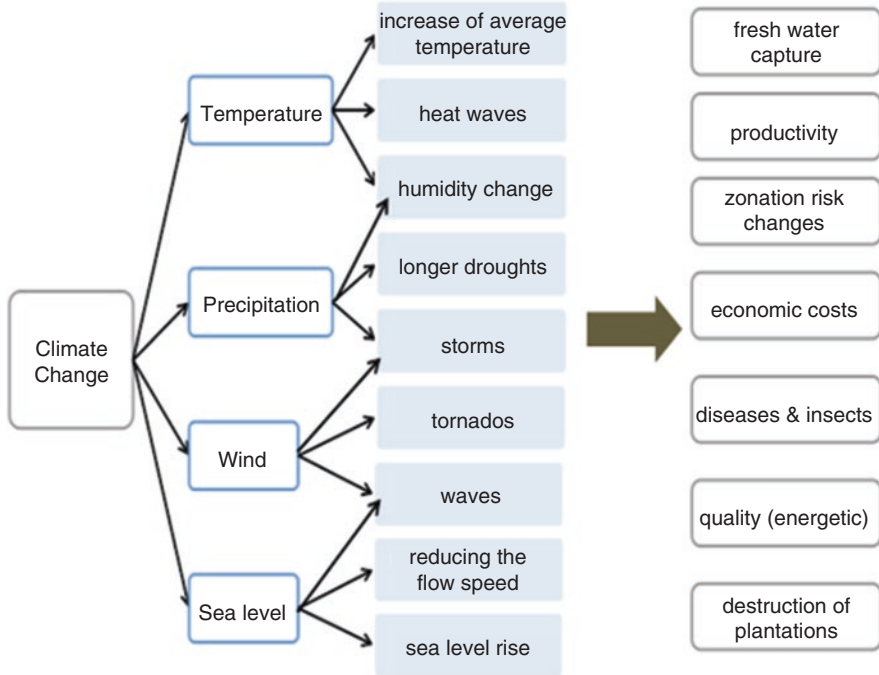 Climate
Change
Temperature
Precipitation
Wind
Sea level
increase of average
temperature
heat waves
humidity change
longer droughts
storms
tornados
waves
reducing the
flow speed
sea level rise
fresh water
capture
productivity
zonation risk
changes
economic costs
diseases & insects
quality (energetic)
destruction of
plantations